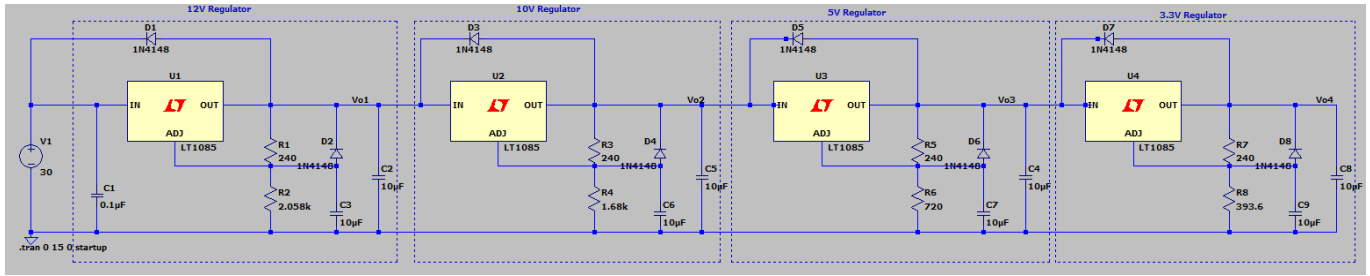 12V Regulator
10V Regulator
5V Regulator
3.3V Regulator
D1
1N4148
D3
1N4148
D5
1N4148
D7
1N4148
U1
IN
OUT
ADJ
LT1085
U2
IN
OUT
ADJ
LT1085
U3
IN
OUT
ADJ
LT1085
U4
IN
OUT
ADJ
LT1085
Vo1
Vo2
Vo3
Vo4
V1
30
C1
0.1µF
R1
240
R2
2.058k
D2
1N4148
C3
10µF
C2
10µF
R3
240
R4
1.68k
D4
1N4148
C6
10µF
C5
10µF
R5
240
R6
720
D6
1N4148
C7
10µF
C4
10µF
R7
240
R8
393.6
D8
1N4148
C9
10µF
C8
10µF
.tran 0 15 0 startup